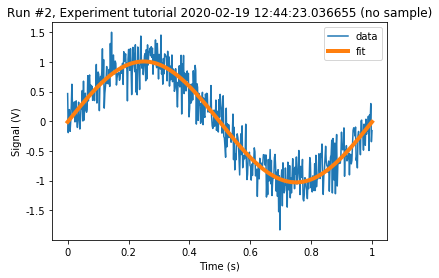 Run #2, Experiment tutorial 2020-02-19 12:44:23.036655 (no sample)
data
fit
Signal (V)
1.5
1
0.5
0
-0.5
-1
-1.5
0
0.2
0.4
0.6
0.8
1
Time (s)